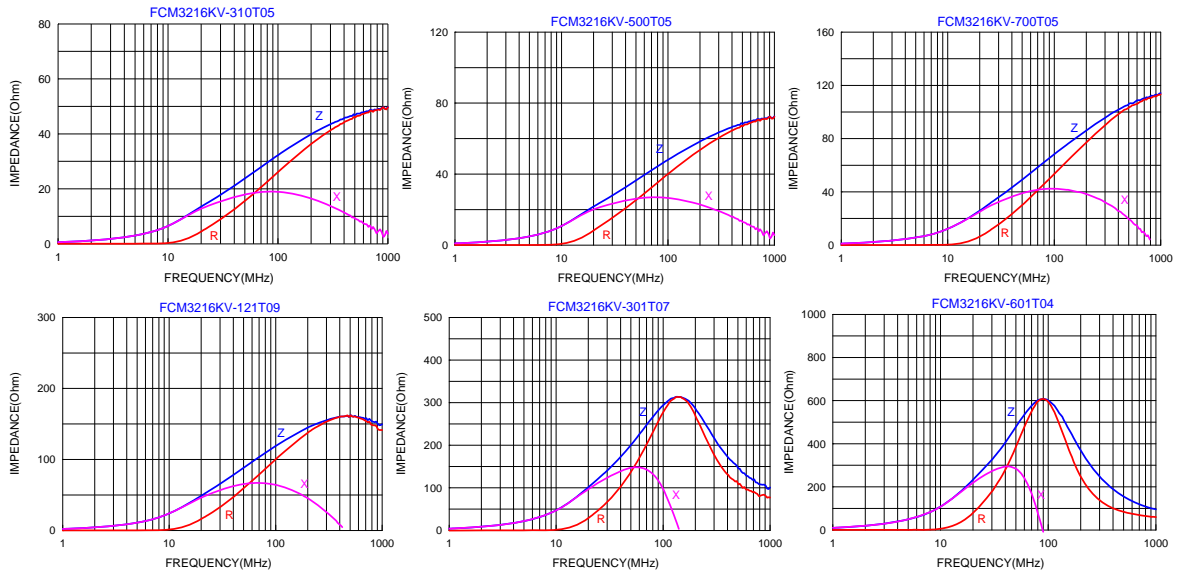 FCM3216KV-310T05
80
60
40
20
0
IMPEDANCE(Ohm)
Z
X
R
1
10
100
1000
FREQUENCY(MHz)
FCM3216KV-500T05
120
80
40
0
IMPEDANCE(Ohm)
Z
X
R
1
10
100
1000
FREQUENCY(MHz)
FCM3216KV-700T05
160
120
80
40
0
IMPEDANCE(Ohm)
Z
X
R
1
10
100
1000
FREQUENCY(MHz)
FCM3216KV-121T09
300
200
100
0
IMPEDANCE(Ohm)
Z
X
R
1
10
100
1000
FREQUENCY(MHz)
FCM3216KV-301T07
500
400
300
200
100
0
IMPEDANCE(Ohm)
Z
X
R
1
10
100
1000
FREQUENCY(MHz)
FCM3216KV-601T04
1000
800
600
400
200
0
IMPEDANCE(Ohm)
Z
X
R
1
10
100
1000
FREQUENCY(MHz)